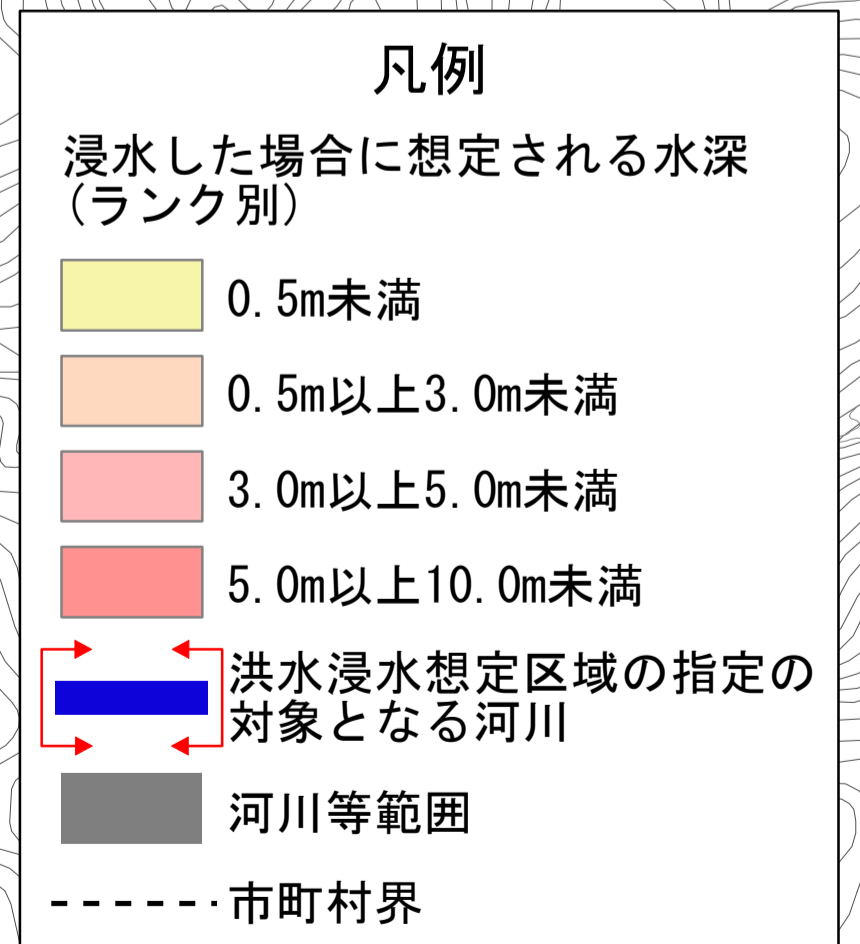 凡例
浸水した場合に想定される水深
(ランク別)
0.5m未満
0.5m以上3.0m未満
3.0m以上5.0m未満
5.0m以上10.0m未満
洪水浸水想定区域の指定の
対象となる河川
河川等範囲
市町村界